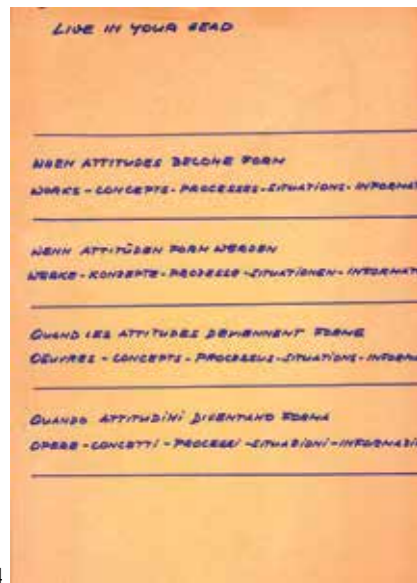 LIVE IN YOUR HEAD
WHEN ATTITUDES BECOME FORM
WORKS - CONCEPTS - PROCESSES - SITUATIONS - INFORMAT
WENN ATTITÜDEN FORM WERDEN
WERKE - KONZEPTE - PROZESSE - SITUATIONEN - INFORMAT
QUAND LES ATTITUDES DEVIENNENT FORME
OEUVRES - CONCEPTS - PROCESSUS - SITUATIONS - INFORMA
QUANDO ATTITUDINI DIVENTANO FORMA
OPERE - CONCETTI - PROCESSI - SITUAZIONI - INFORMAZI
4